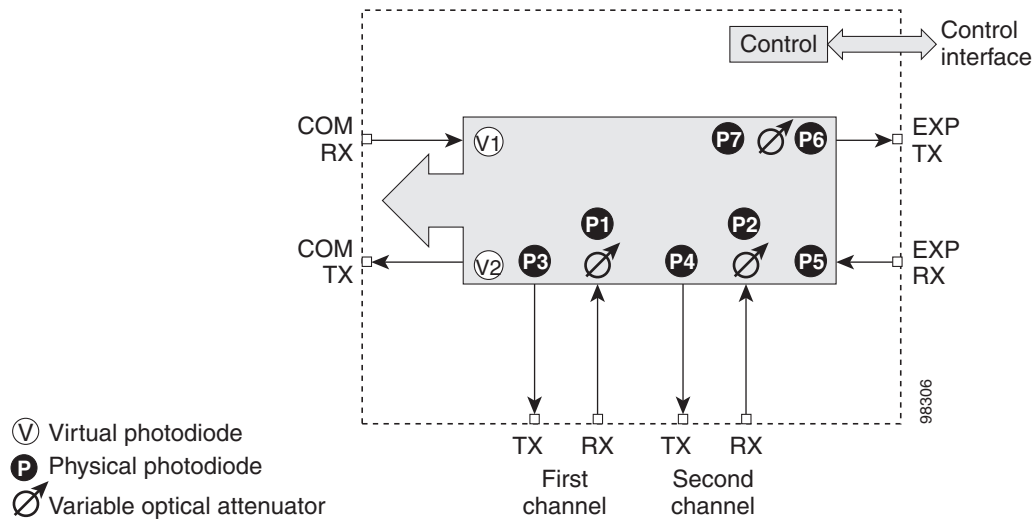 Control
Control
interface
COM
RX
V1
P7
P6
EXP
TX
P1
P2
COM
TX
V2
P3
P4
P5
EXP
RX
98306
TX
RX
TX
RX
First
channel
Second
channel
V Virtual photodiode
P Physical photodiode
Variable optical attenuator